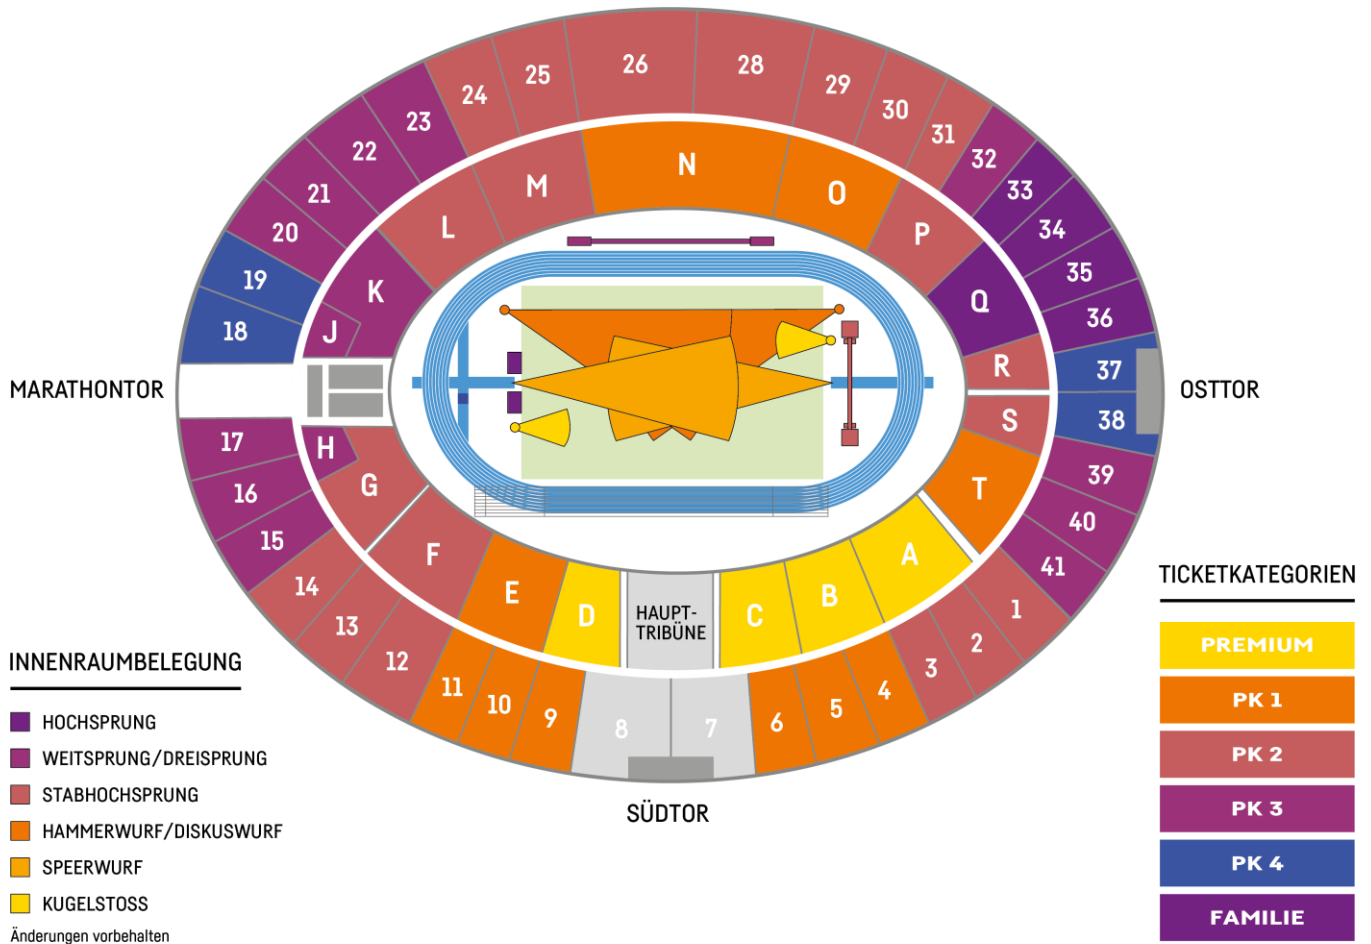 26
28
25
29
24
30
23
31
22
32
21
33
20
34
19
35
18
36
37
38
17
39
16
40
15
41
14
1
13
2
12
3
11
4
10
5
9
6
8
7
N
M
O
L
P
K
Q
J
R
H
S
G
T
F
A
E
B
D
C
HAUPT-
TRIBÜNE
MARATHONTOR
OSTTOR
SÜDTOR
INNENRAUMBELEGUNG
HOCHSPRUNG
WEITSPRUNG/DREISPRUNG
STABHOCHSPRUNG
HAMMERWURF/DISKUSWURF
SPEERWURF
KUGELSTOSS
Änderungen vorbehalten
TICKETKATEGORIEN
PREMIUM
PK 1
PK 2
PK 3
PK 4
FAMILIE